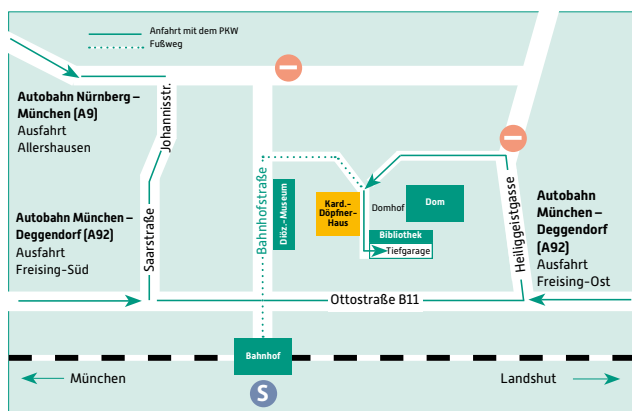 Anfahrt mit dem PKW
Fußweg
Autobahn Nürnberg –
München (A9)
Ausfahrt
Allershausen
Johannisstr.
Autobahn München –
Deggendorf (A92)
Ausfahrt
Freising-Süd
Saarstraße
Bahnhofstraße
Diöz.-Museum
Kard.-
Döpfner-
Haus
Domhof
Dom
Bibliothek
Tiefgarage
Heiliggeistgasse
Autobahn
München –
Deggendorf
(A92)
Ausfahrt
Freising-Ost
Ottostraße B11
Bahnhof
S
München
Landshut